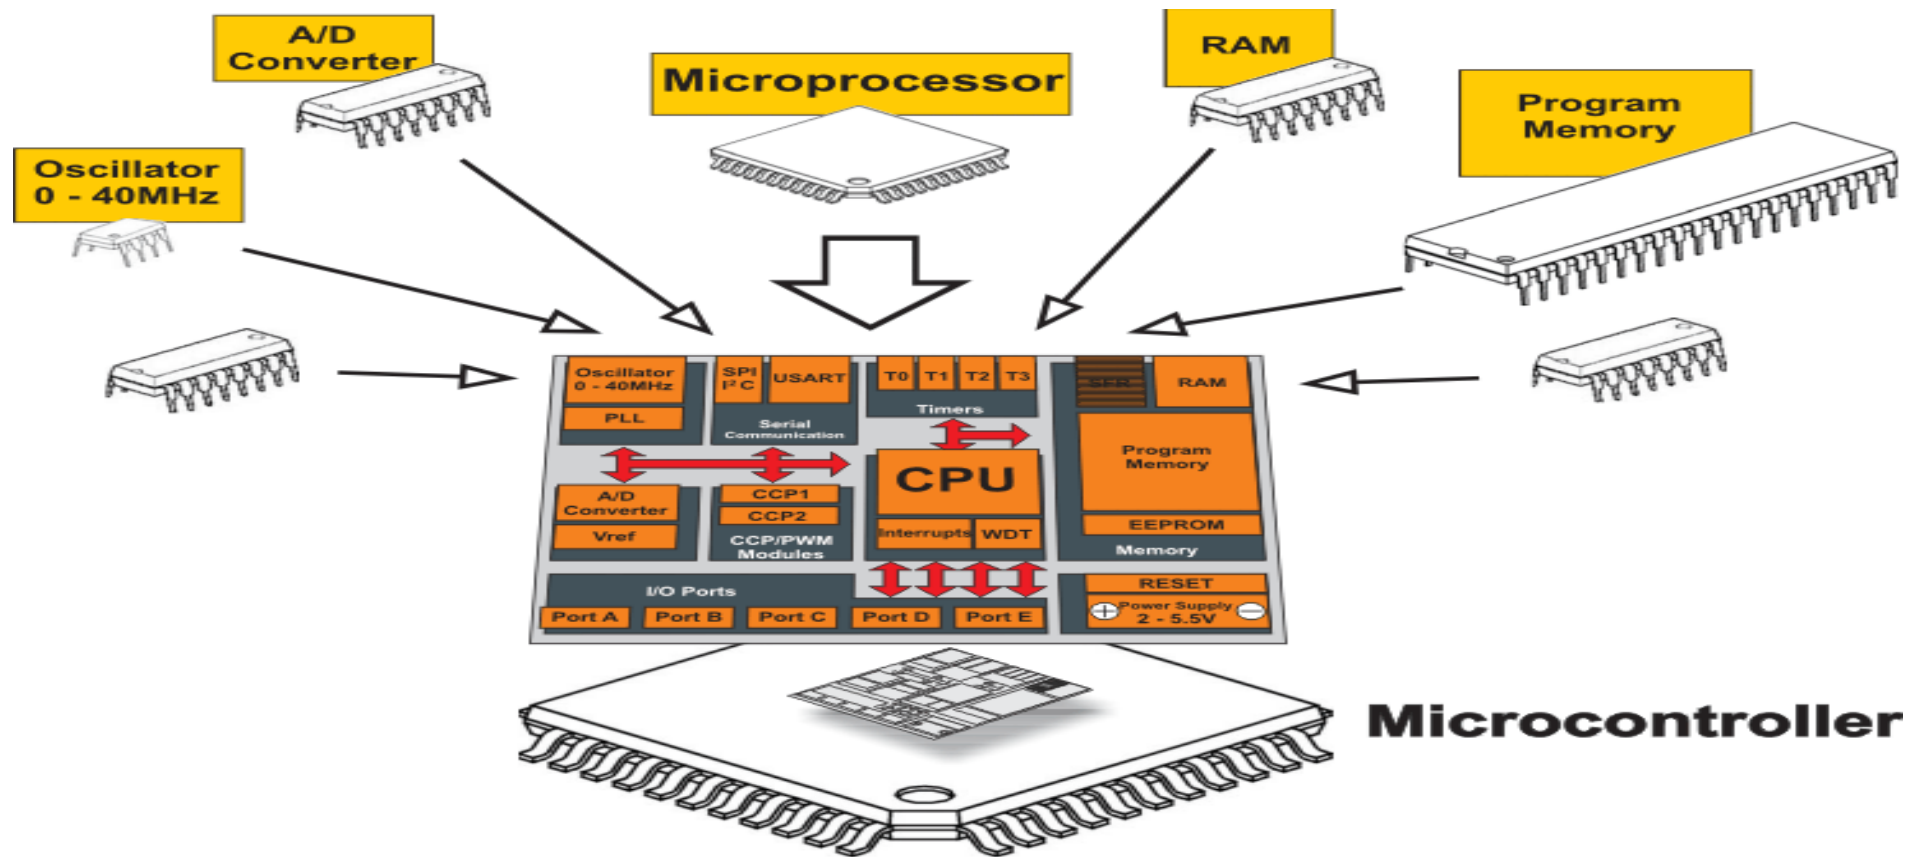 A/D
Converter
Microprocessor
RAM
Program
Memory
Oscillator
0 - 40MHz
Oscillator
0 - 40MHz
PLL
SPI
I² C
USART
Serial
Communication
T0
T1
T2
T3
Timers
SFR
RAM
Program
Memory
EEPROM
Memory
A/D
Converter
Vref
CCP1
CCP2
CCP/PWM
Modules
CPU
Interrupts
WDT
I/O Ports
Port A
Port B
Port C
Port D
Port E
RESET
+
Power Supply
2 - 5.5V
−
Microcontroller